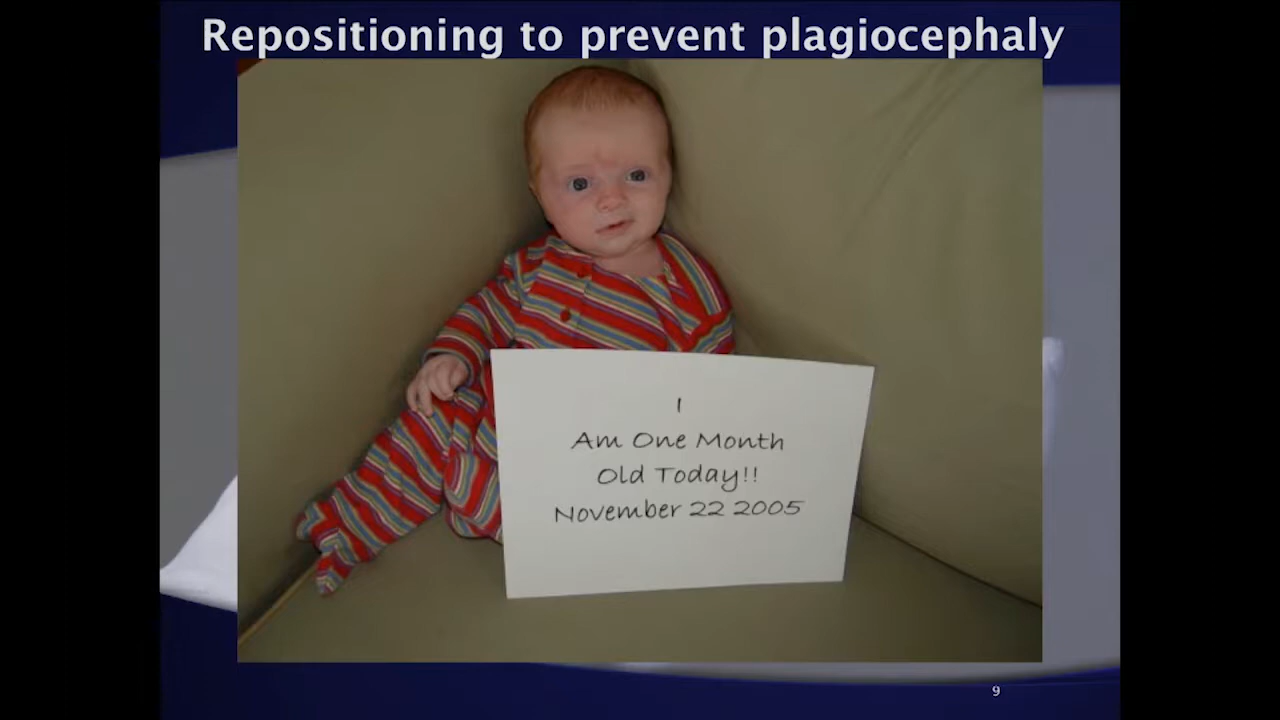 Repositioning to prevent plagiocephaly
I
Am One Month
Old Today!!
November 22 2005
9